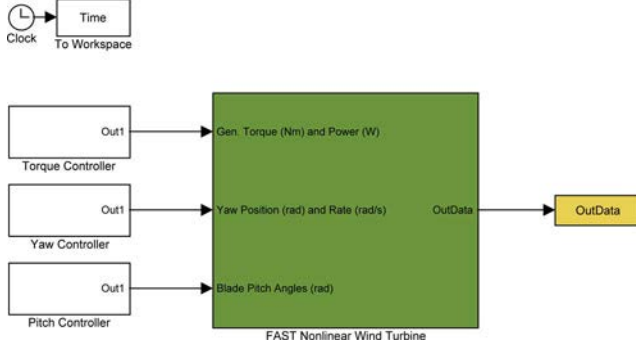 Time
Clock
To Workspace
Out1
Gen. Torque (Nm) and Power (W)
Torque Controller
Out1
Yaw Position (rad) and Rate (rad/s)
OutData
OutData
Yaw Controller
Out1
Blade Pitch Angles (rad)
Pitch Controller
FAST Nonlinear Wind Turbine